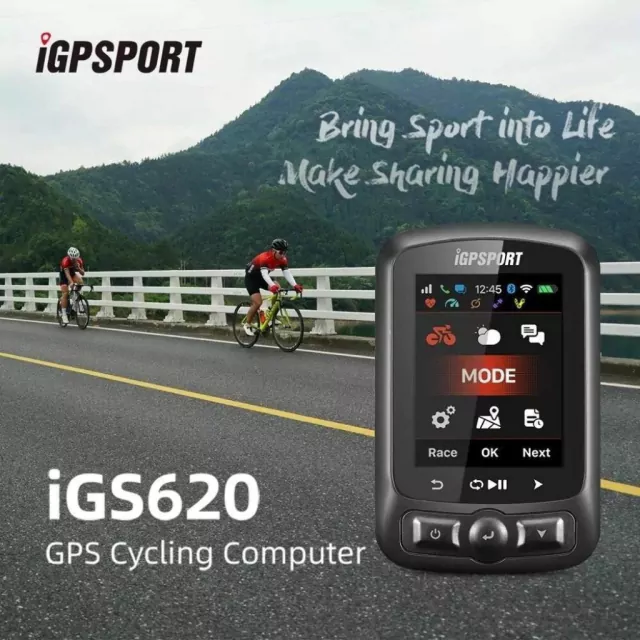 iGPSPORT
Bring Sport into Life
Make Sharing Happier
iGPSPORT
12:45
MODE
Race OK Next
iGS620
GPS Cycling Computer